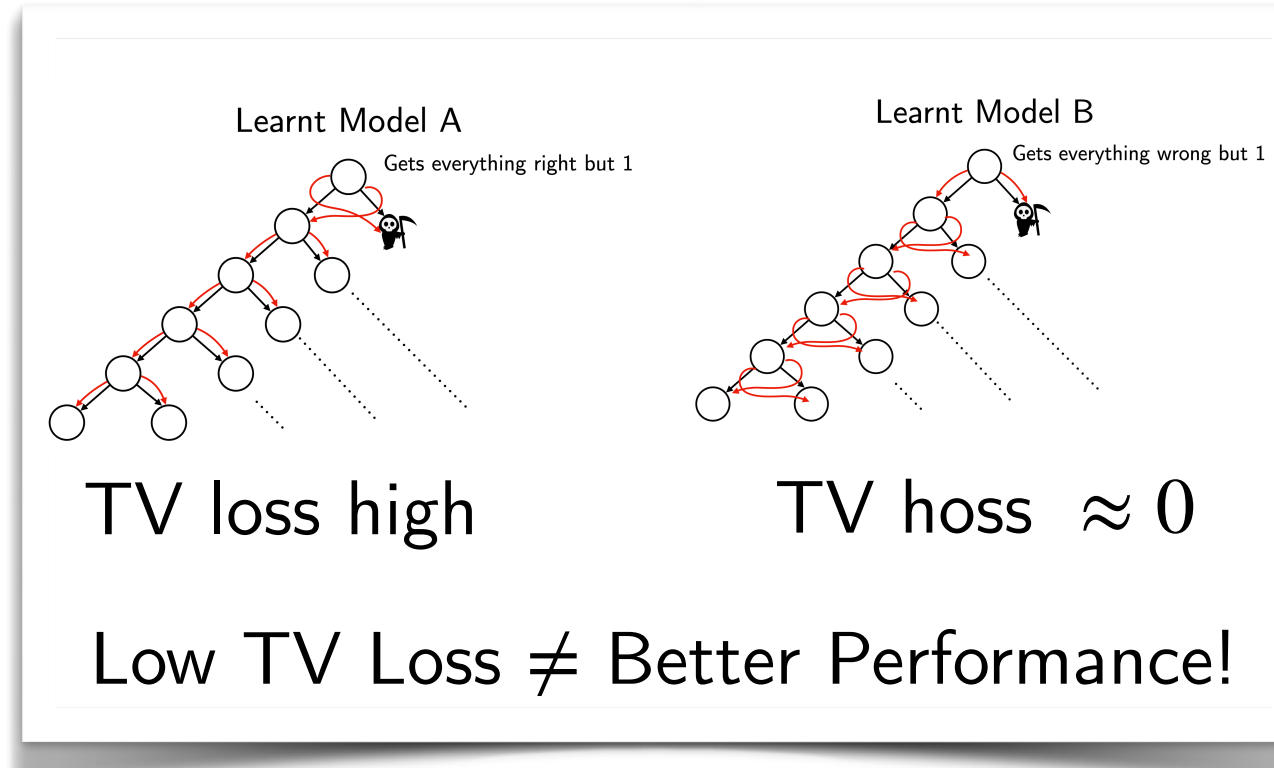 Learnt Model A
Gets everything right but 1
Learnt Model B
Gets everything wrong but 1
TV loss high
TV hoss ≈ 0
Low TV Loss ≠ Better Performance!